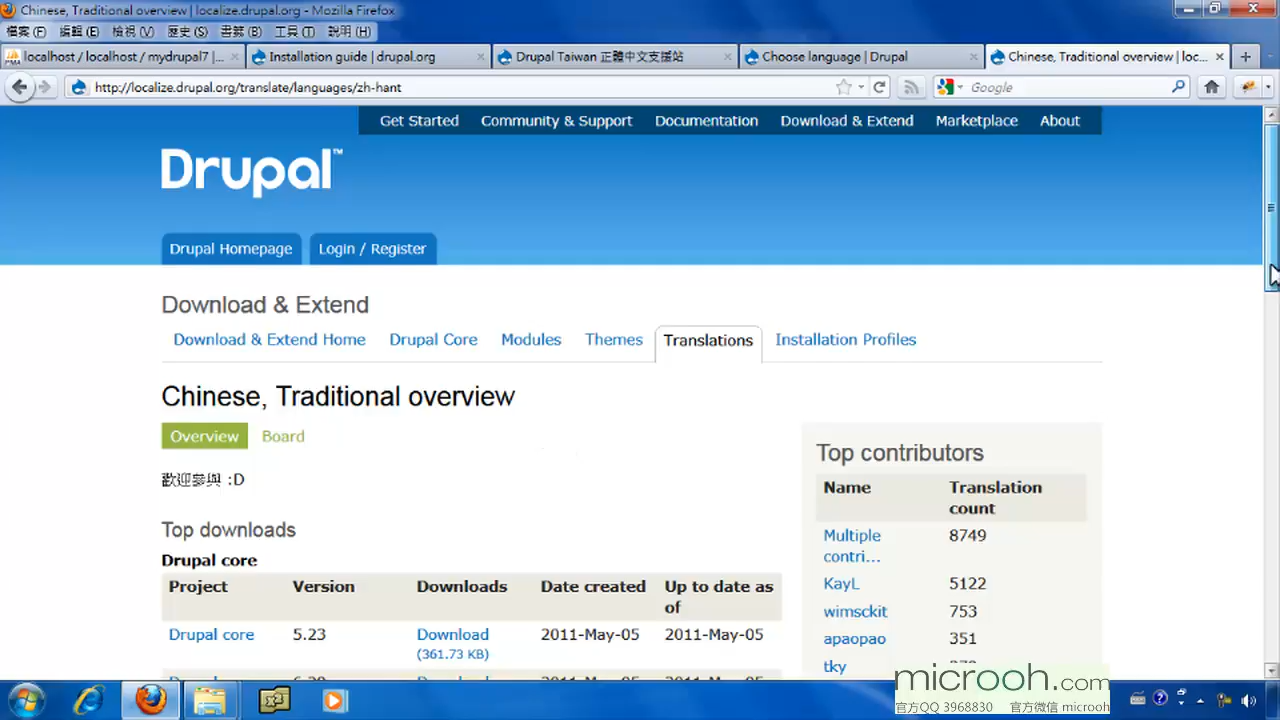 Chinese, Traditional overview | localize.drupal.org - Mozilla Firefox
檔案 (F) 編輯 (E) 檢視 (V) 歷史 (S) 書籤 (B) 工具 (T) 說明 (H)
localhost / localhost / mydrupal7 |... Installation guide | drupal.org Drupal Taiwan 正體中文支援站 Choose language | Drupal Chinese, Traditional overview | loc...
http://localize.drupal.org/translate/languages/zh-hant Google
Get Started Community & Support Documentation Download & Extend Marketplace About
Drupal™
Drupal Homepage Login / Register
Download & Extend
Download & Extend Home Drupal Core Modules Themes Translations Installation Profiles
Chinese, Traditional overview
Overview Board
歡迎參與 :D
Top downloads
Drupal core
Project Version Downloads Date created Up to date as of
Drupal core 5.23 Download 2011-May-05 2011-May-05
(361.73 KB)
Top contributors
Name Translation count
Multiple contri... 8749
KayL 5122
wimsckit 753
apaopao 351
tky
microoh.com
官方QQ 3968830 官方微信 microoh